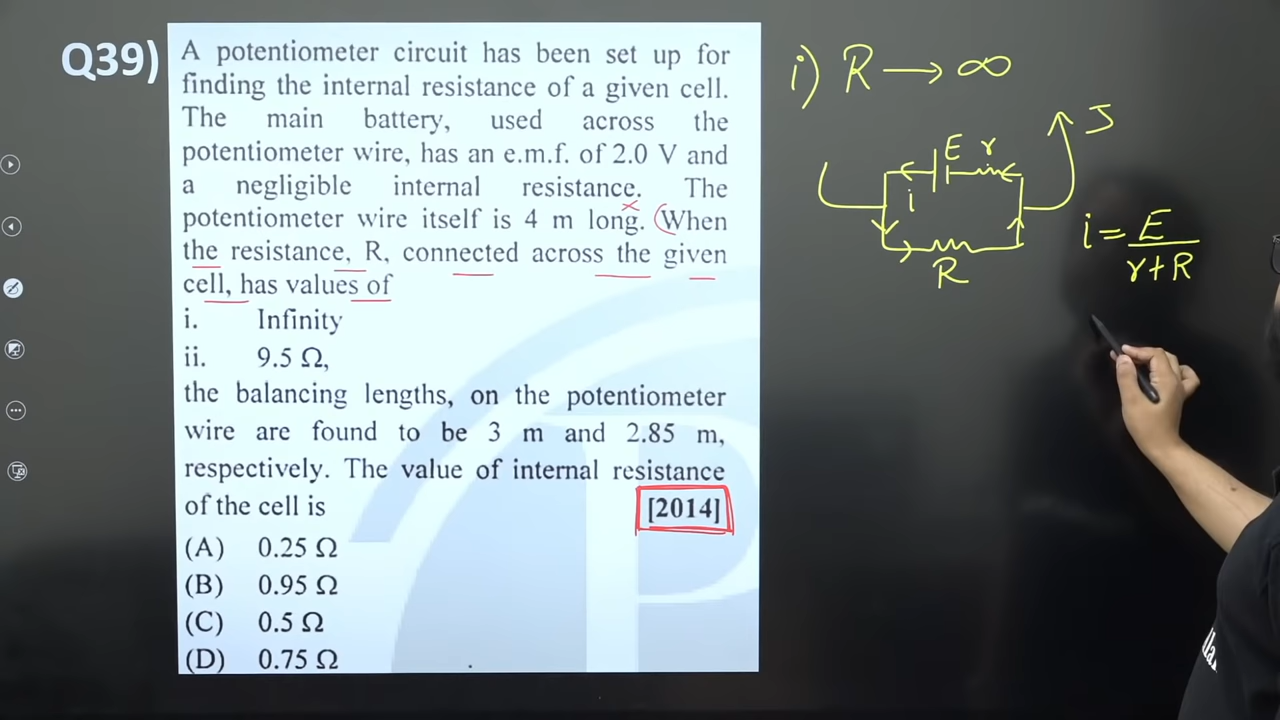 Q39)
A potentiometer circuit has been set up for
finding the internal resistance of a given cell.
The main battery, used across the
potentiometer wire, has an e.m.f. of 2.0 V and
a negligible internal resistance. The
potentiometer wire itself is 4 m long. (When
the resistance, R, connected across the given
cell, has values of
i. Infinity
ii. 9.5 Ω,
the balancing lengths, on the potentiometer
wire are found to be 3 m and 2.85 m,
respectively. The value of internal resistance
of the cell is [2014]
(A) 0.25 Ω
(B) 0.95 Ω
(C) 0.5 Ω
(D) 0.75 Ω
i) R → ∞
J
E r
i
R
i = E / r+R